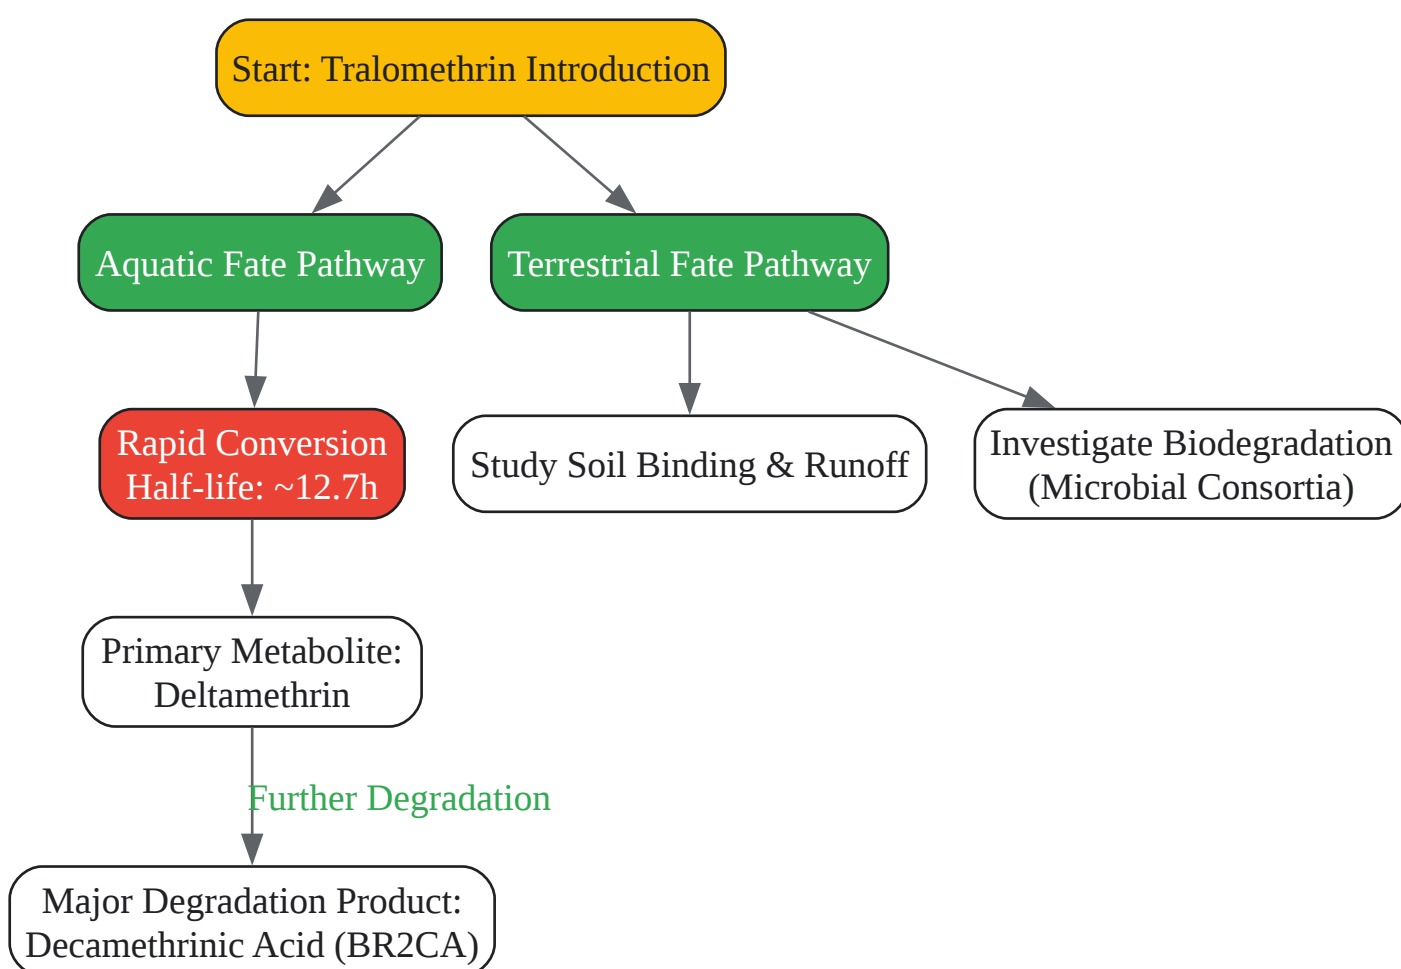 Start: Tralomethrin Introduction
Aquatic Fate Pathway
Terrestrial Fate Pathway
Rapid Conversion
Half-life: ~12.7h
Study Soil Binding & Runoff
Investigate Biodegradation
(Microbial Consortia)
Primary Metabolite:
Deltamethrin
Further Degradation
Major Degradation Product:
Decamethrinic Acid (BR2CA)